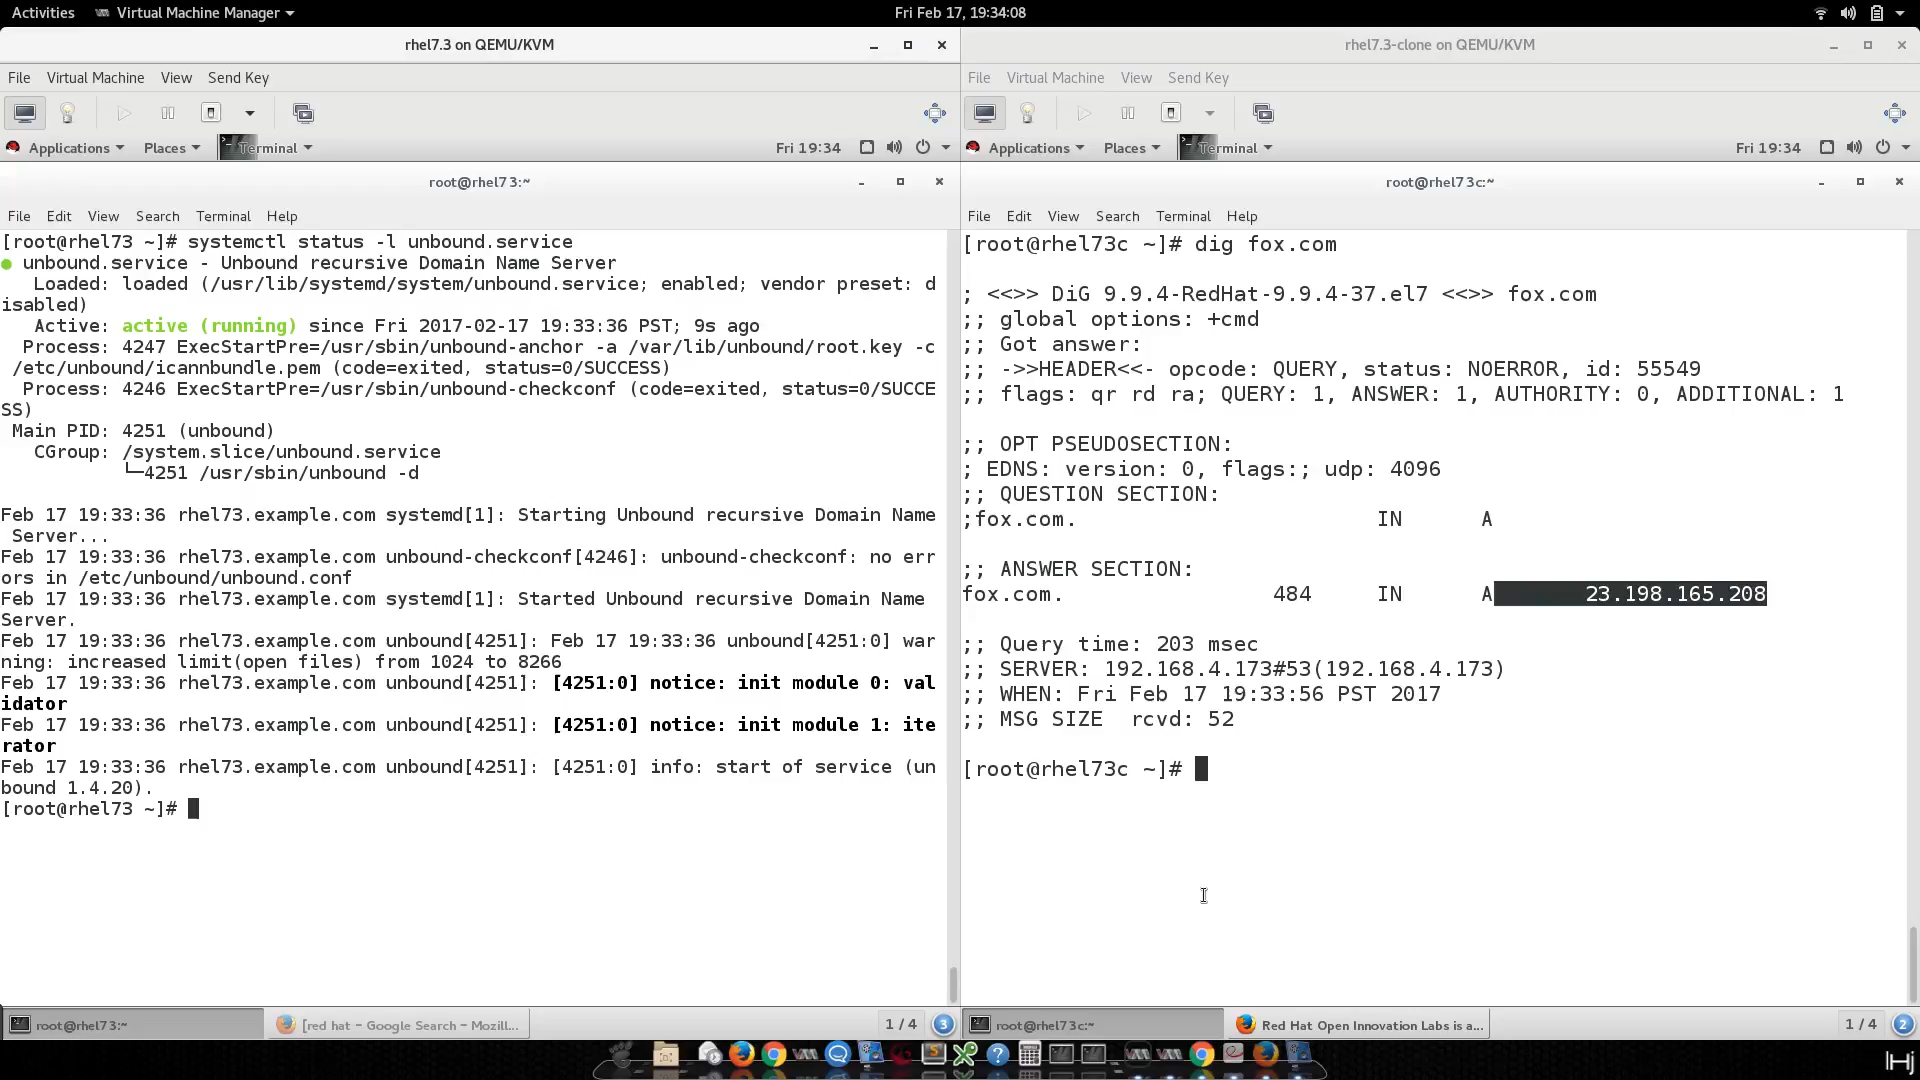 Activities Virtual Machine Manager Fri Feb 17, 19:34:08
rhel7.3 on QEMU/KVM
File Virtual Machine View Send Key
Applications Places Terminal Fri 19:34
root@rhel73:~
File Edit View Search Terminal Help
[root@rhel73 ~]# systemctl status -l unbound.service
● unbound.service - Unbound recursive Domain Name Server
Loaded: loaded (/usr/lib/systemd/system/unbound.service; enabled; vendor preset: d
isabled)
Active: active (running) since Fri 2017-02-17 19:33:36 PST; 9s ago
Process: 4247 ExecStartPre=/usr/sbin/unbound-anchor -a /var/lib/unbound/root.key -c
/etc/unbound/icannbundle.pem (code=exited, status=0/SUCCESS)
Process: 4246 ExecStartPre=/usr/sbin/unbound-checkconf (code=exited, status=0/SUCCE
SS)
Main PID: 4251 (unbound)
CGroup: /system.slice/unbound.service
└─4251 /usr/sbin/unbound -d
Feb 17 19:33:36 rhel73.example.com systemd[1]: Starting Unbound recursive Domain Name
Server...
Feb 17 19:33:36 rhel73.example.com unbound-checkconf[4246]: unbound-checkconf: no err
ors in /etc/unbound/unbound.conf
Feb 17 19:33:36 rhel73.example.com systemd[1]: Started Unbound recursive Domain Name
Server.
Feb 17 19:33:36 rhel73.example.com unbound[4251]: Feb 17 19:33:36 unbound[4251:0] war
ning: increased limit(open files) from 1024 to 8266
Feb 17 19:33:36 rhel73.example.com unbound[4251]: [4251:0] notice: init module 0: val
idator
Feb 17 19:33:36 rhel73.example.com unbound[4251]: [4251:0] notice: init module 1: ite
rator
Feb 17 19:33:36 rhel73.example.com unbound[4251]: [4251:0] info: start of service (un
bound 1.4.20).
[root@rhel73 ~]#
root@rhel73:~ [red hat - Google Search - Mozill... 1 / 4 3
rhel7.3-clone on QEMU/KVM
File Virtual Machine View Send Key
Applications Places Terminal Fri 19:34
root@rhel73c:~
File Edit View Search Terminal Help
[root@rhel73c ~]# dig fox.com
; <<>> DiG 9.9.4-RedHat-9.9.4-37.el7 <<>> fox.com
;; global options: +cmd
;; Got answer:
;; ->>HEADER<<- opcode: QUERY, status: NOERROR, id: 55549
;; flags: qr rd ra; QUERY: 1, ANSWER: 1, AUTHORITY: 0, ADDITIONAL: 1
;; OPT PSEUDOSECTION:
; EDNS: version: 0, flags:; udp: 4096
;; QUESTION SECTION:
;fox.com. IN A
;; ANSWER SECTION:
fox.com. 484 IN A 23.198.165.208
;; Query time: 203 msec
;; SERVER: 192.168.4.173#53(192.168.4.173)
;; WHEN: Fri Feb 17 19:33:56 PST 2017
;; MSG SIZE rcvd: 52
[root@rhel73c ~]#
root@rhel73c:~ Red Hat Open Innovation Labs is a... 1 / 4 2